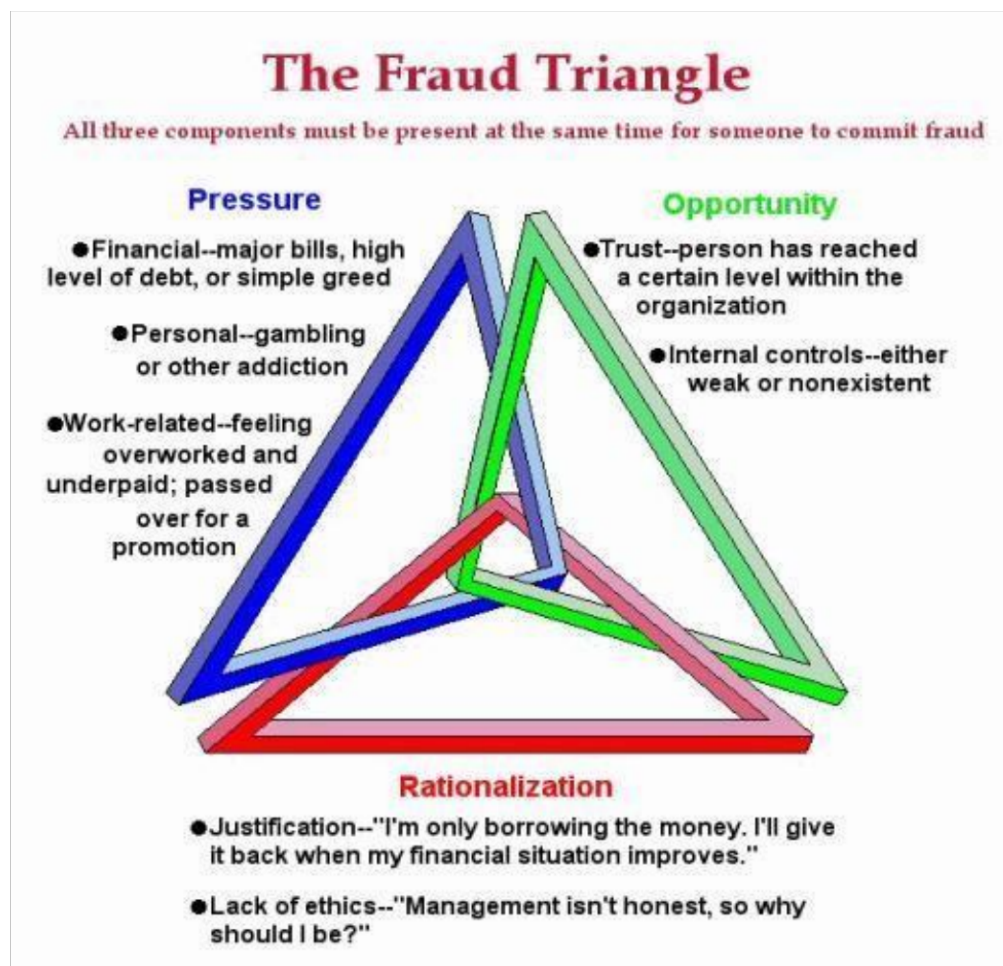 The Fraud Triangle
All three components must be present at the same time for someone to commit fraud
Pressure
●Financial--major bills, high
level of debt, or simple greed
●Personal--gambling
or other addiction
●Work-related--feeling
overworked and
underpaid; passed
over for a
promotion
Opportunity
●Trust--person has reached
a certain level within the
organization
●Internal controls--either
weak or nonexistent
Rationalization
●Justification--"I'm only borrowing the money. I'll give
it back when my financial situation improves."
●Lack of ethics--"Management isn't honest, so why
should I be?"